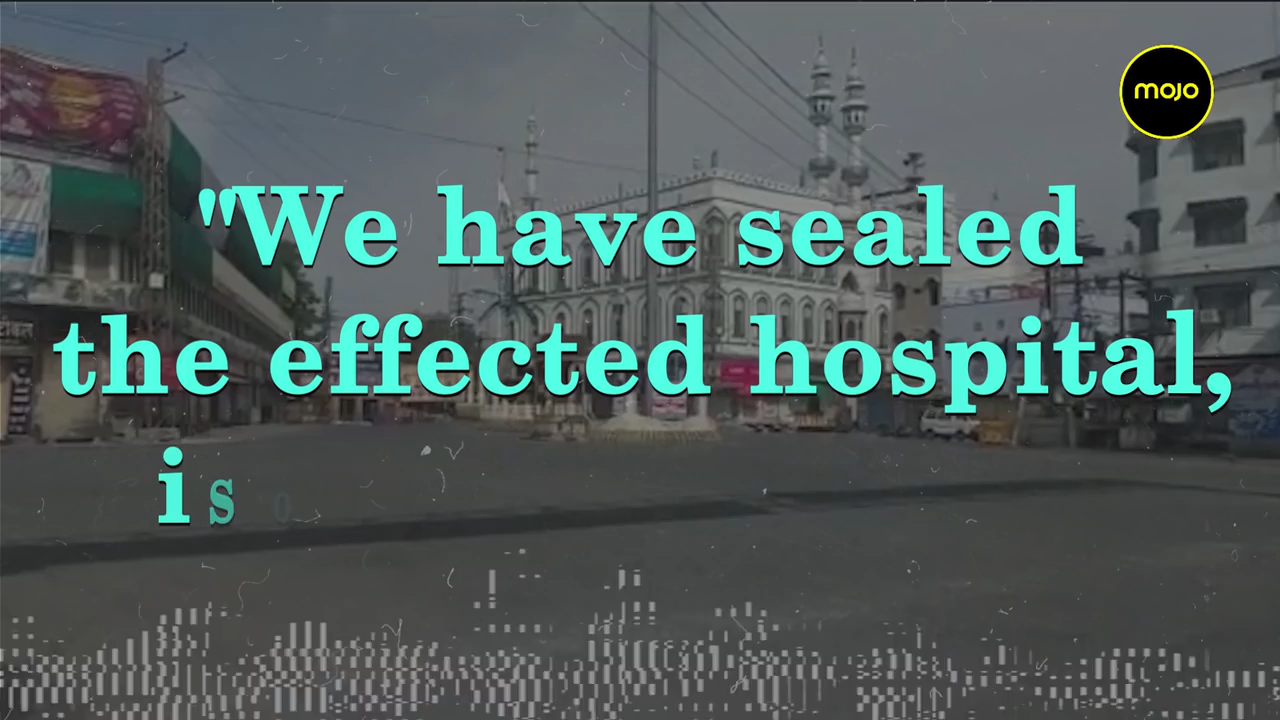 mojo
"We have sealed
the effected hospital,
is o